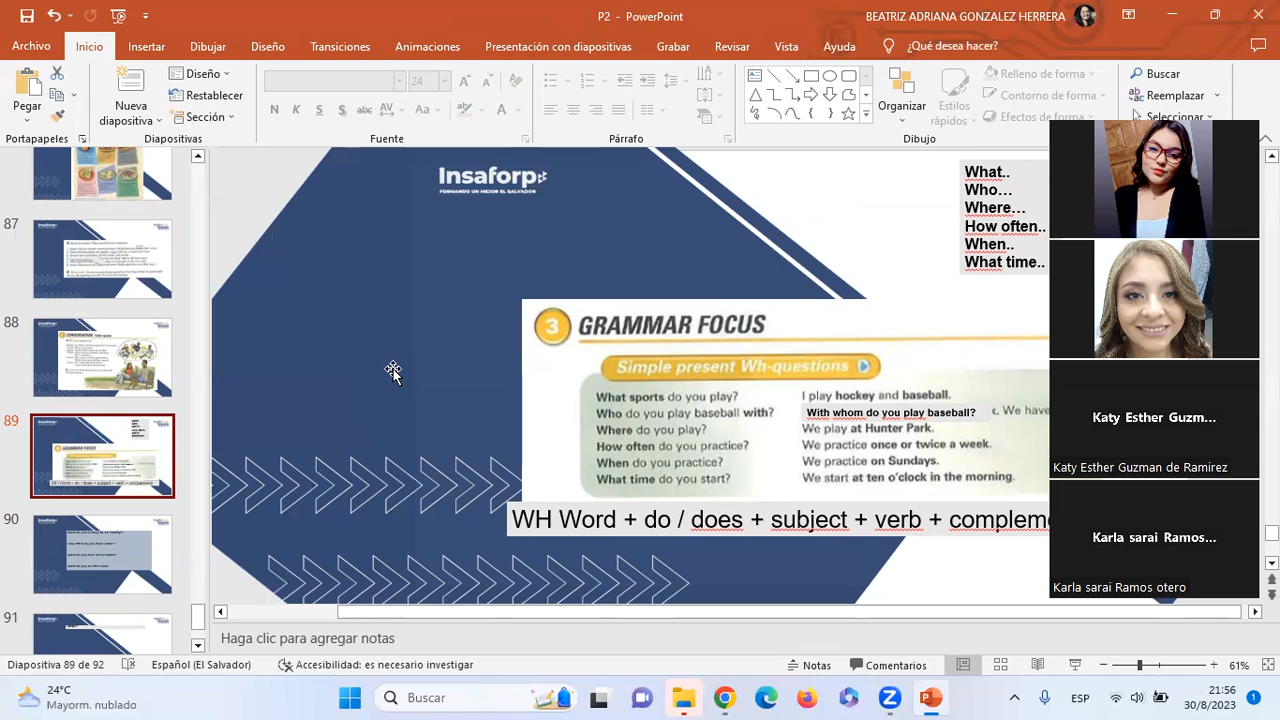 P2 - PowerPoint
BEATRIZ ADRIANA GONZALEZ HERRERA
Archivo Inicio Insertar Dibujar Diseño Transiciones Animaciones Presentación con diapositivas Grabar Revisar Vista Ayuda ¿Qué desea hacer?
Pegar
Nueva diapositiva
Diseño
Restablecer
Sección
24
N K S abc AV Aa A
Organizar
Estilos rápidos
Relleno de forma
Contorno de forma
Efectos de forma
Buscar
Reemplazar
Seleccionar
Portapapeles Diapositivas Fuente Párrafo Dibujo
87
88
89
90
91
Insaforp
FORMANDO UN MEJOR EL SALVADOR
What..
Who...
Where...
How often..
When..
What time..
3 GRAMMAR FOCUS
Simple present Wh-questions
What sports do you play? I play hockey and baseball.
Who do you play baseball with? With whom do you play baseball? k. We have
Where do you play? We play at Hunter Park.
How often do you practice? We practice once or twice a week.
When do you practice? We practice on Sundays.
What time do you start? We start at ten o'clock in the morning.
WH Word + do / does + subject + verb + complem
Katy Esther Guzm...
Katy Esther Guzman de Rubio
Karla sarai Ramos...
Karla sarai Ramos otero
Haga clic para agregar notas
Diapositiva 89 de 92 Español (El Salvador) Accesibilidad: es necesario investigar Notas Comentarios 61%
24°C
Mayorm. nublado
Buscar
ESP
21:56
30/8/2023
1